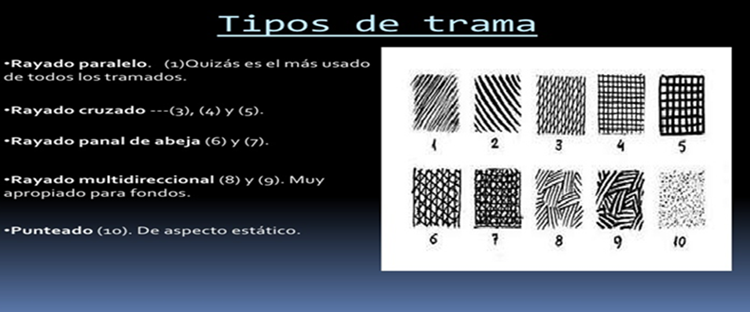 Tipos de trama
•Rayado paralelo. (1)Quizás es el más usado
de todos los tramados.
•Rayado cruzado ---(3), (4) y (5).
•Rayado panal de abeja (6) y (7).
•Rayado multidireccional (8) y (9). Muy
apropiado para fondos.
•Punteado (10). De aspecto estático.
1 2 3 4 5
6 7 8 9 10